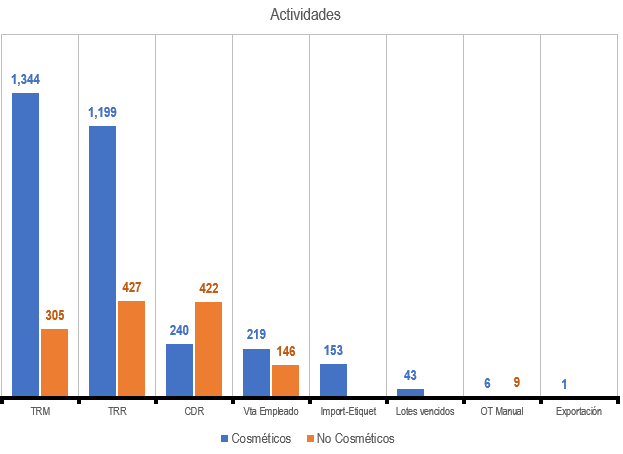 Actividades
1,344
1,199
427
422
305
240
219
146
153
43
6
9
1
TRM
TRR
CDR
Vta Empleado
Import-Etiquet
Lotes vencidos
OT Manual
Exportación
Cosméticos
No Cosméticos